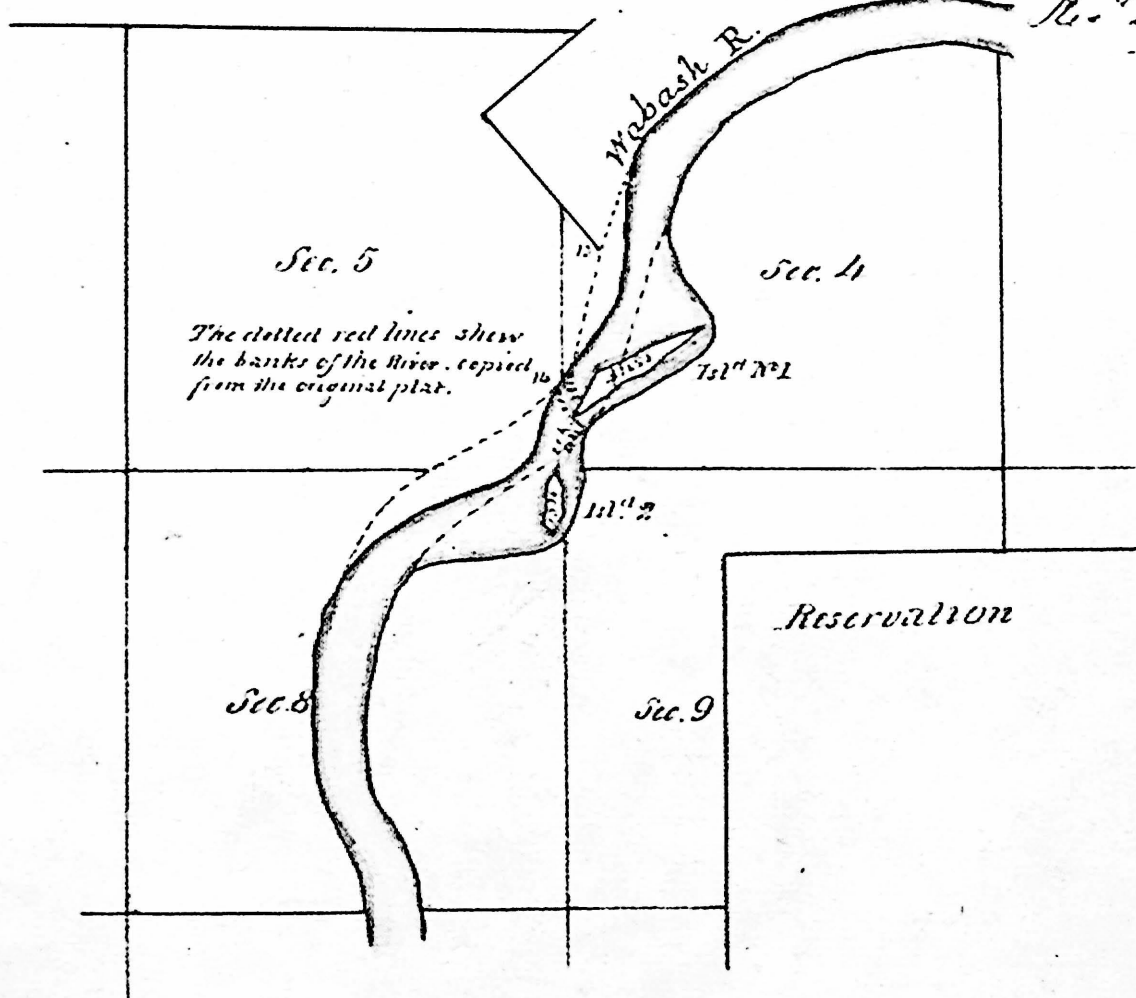 Wabash R.
Sec. 5
Sec. 4
The dotted red lines show
the banks of the River, copied
from the original plat.
Isl.d No 1
Isl.d 2
Reservation
Sec. 8
Sec. 9